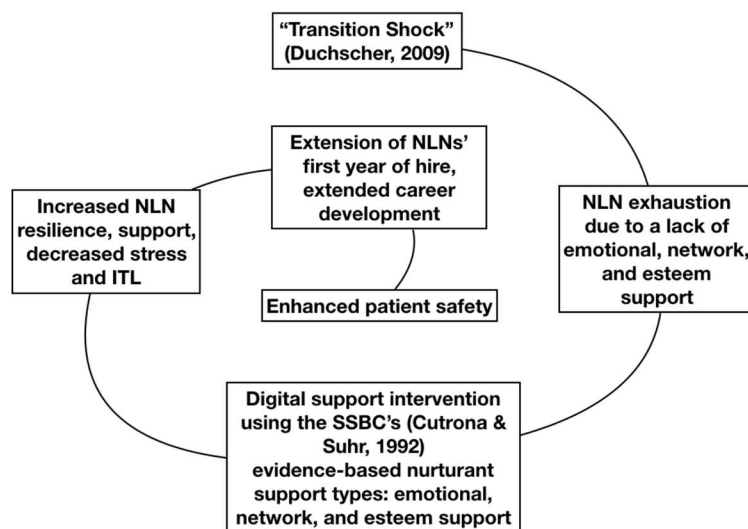 “Transition Shock”
(Duchscher, 2009)
Extension of NLNs’
first year of hire,
extended career
development
Increased NLN
resilience, support,
decreased stress
and ITL
NLN exhaustion
due to a lack of
emotional, network,
and esteem
support
Enhanced patient safety
Digital support intervention
using the SSBC’s (Cutrona &
Suhr, 1992)
evidence-based nurturant
support types: emotional,
network, and esteem support